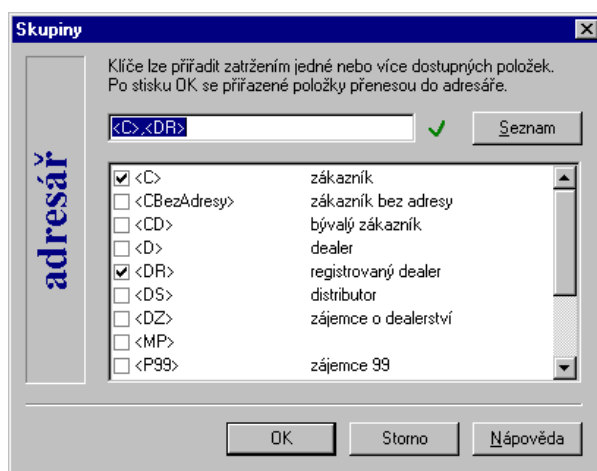 Skupiny
adresář
Klíče lze přiřadit zatržením jedné nebo více dostupných položek.
Po stisku OK se přiřazené položky přenesou do adresáře.
<C>,<DR> Seznam
<C> zákazník
<CBezAdresy> zákazník bez adresy
<CD> bývalý zákazník
<D> dealer
<DR> registrovaný dealer
<DS> distributor
<DZ> zájemce o dealerství
<MP>
<P99> zájemce 99
OK Storno Nápověda